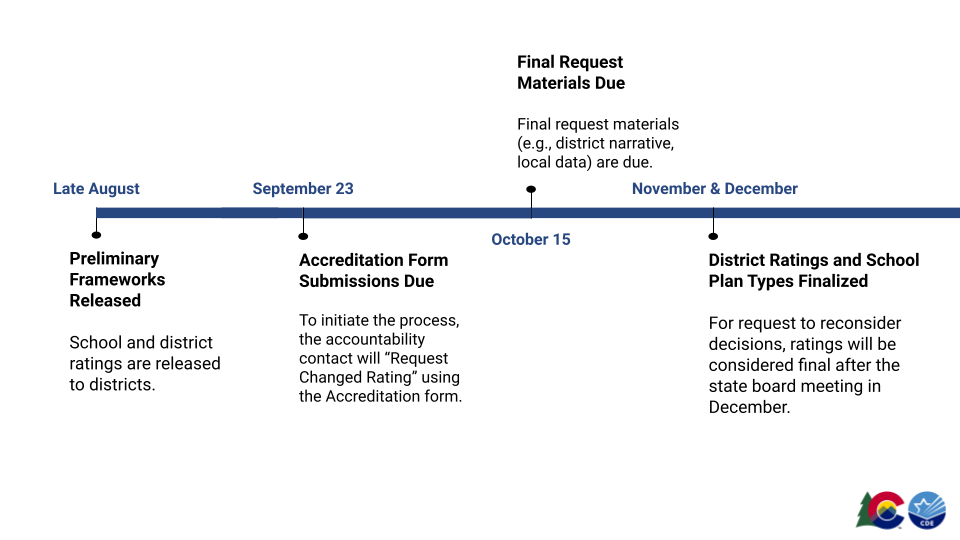 Late August
Preliminary
Frameworks
Released
School and district
ratings are released
to districts.
September 23
Accreditation Form
Submissions Due
To initiate the process,
the accountability
contact will “Request
Changed Rating” using
the Accreditation form.
Final Request
Materials Due
Final request materials
(e.g., district narrative,
local data) are due.
October 15
November & December
District Ratings and School
Plan Types Finalized
For request to reconsider
decisions, ratings will be
considered final after the
state board meeting in
December.
CDE